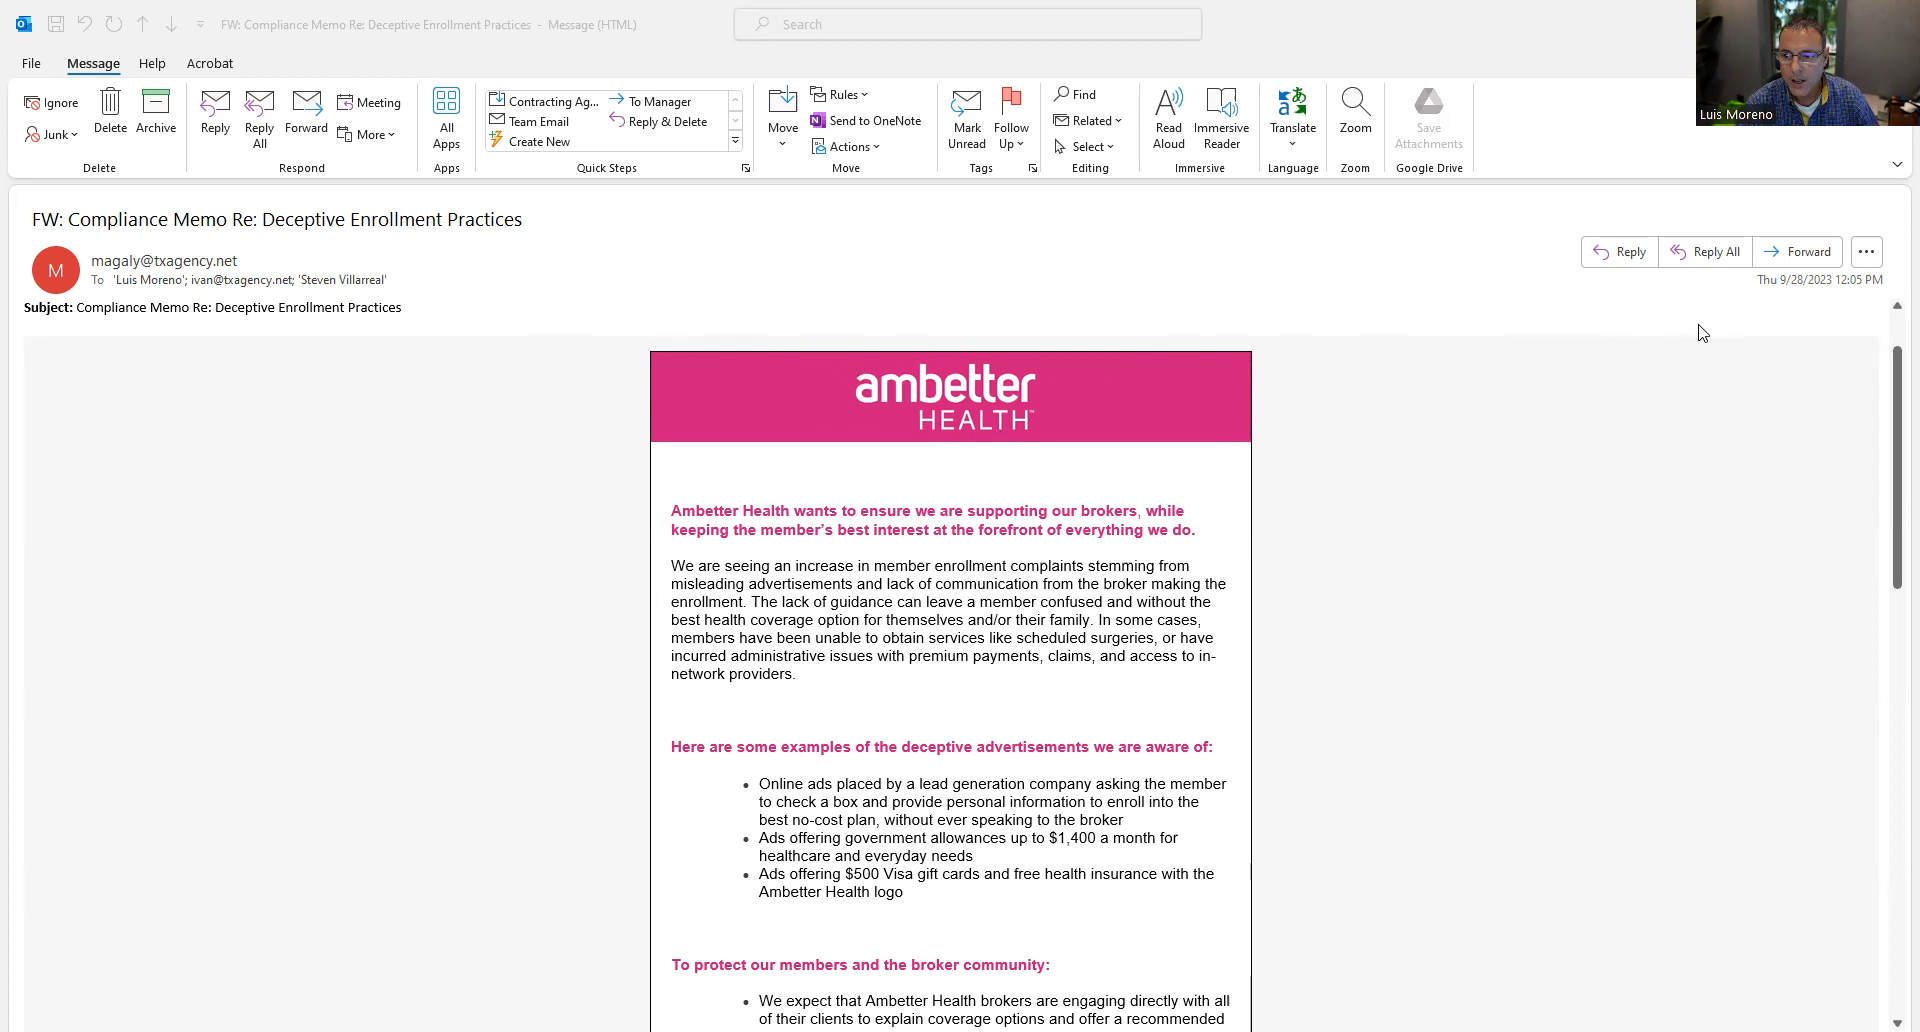 FW: Compliance Memo Re: Deceptive Enrollment Practices - Message (HTML)
Search
File Message Help Acrobat
Ignore
Junk
Delete
Archive
Delete
Reply
Reply All
Forward
Meeting
More
Respond
All Apps
Apps
Contracting Ag...
To Manager
Team Email
Reply & Delete
Create New
Quick Steps
Move
Rules
Send to OneNote
Actions
Move
Mark Unread
Follow Up
Tags
Find
Related
Select
Editing
Read Aloud
Immersive Reader
Immersive
Translate
Language
Zoom
Zoom
Save Attachments
Google Drive
Luis Moreno
FW: Compliance Memo Re: Deceptive Enrollment Practices
M
magaly@txagency.net
To 'Luis Moreno'; ivan@txagency.net; 'Steven Villarreal'
Reply
Reply All
Forward
Thu 9/28/2023 12:05 PM
Subject: Compliance Memo Re: Deceptive Enrollment Practices
ambetter
HEALTH™
Ambetter Health wants to ensure we are supporting our brokers, while
keeping the member's best interest at the forefront of everything we do.
We are seeing an increase in member enrollment complaints stemming from
misleading advertisements and lack of communication from the broker making the
enrollment. The lack of guidance can leave a member confused and without the
best health coverage option for themselves and/or their family. In some cases,
members have been unable to obtain services like scheduled surgeries, or have
incurred administrative issues with premium payments, claims, and access to in-
network providers.
Here are some examples of the deceptive advertisements we are aware of:
• Online ads placed by a lead generation company asking the member
to check a box and provide personal information to enroll into the
best no-cost plan, without ever speaking to the broker
• Ads offering government allowances up to $1,400 a month for
healthcare and everyday needs
• Ads offering $500 Visa gift cards and free health insurance with the
Ambetter Health logo
To protect our members and the broker community:
• We expect that Ambetter Health brokers are engaging directly with all
of their clients to explain coverage options and offer a recommended